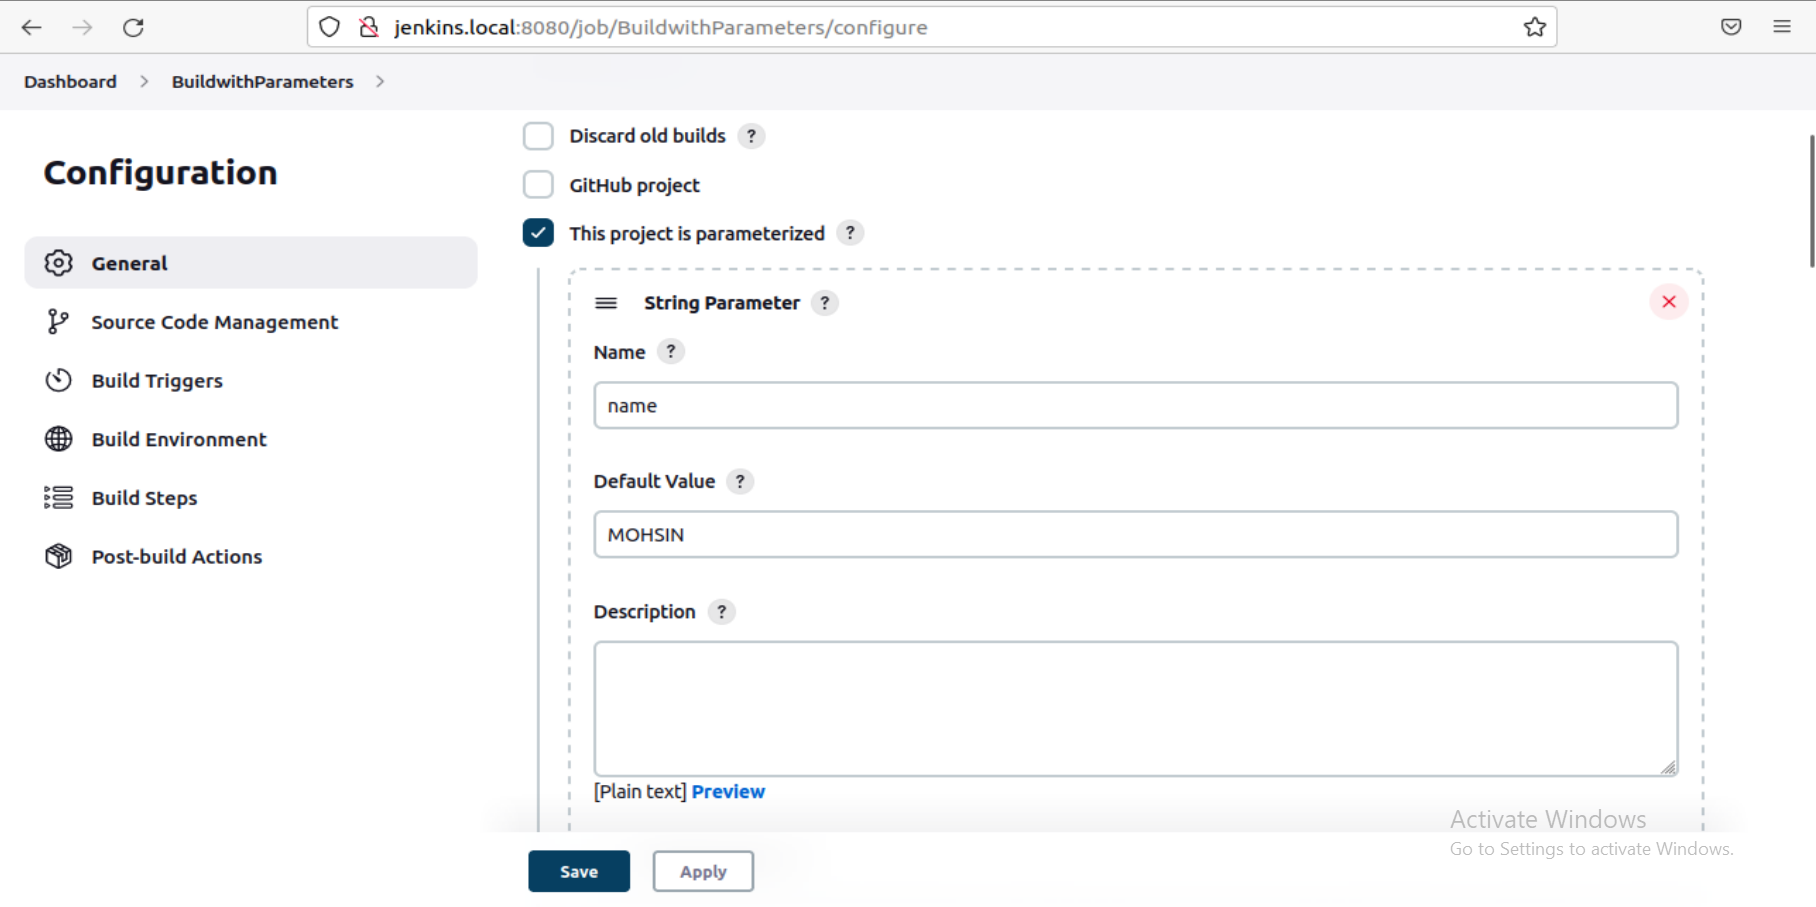 jenkins.local:8080/job/BuildwithParameters/configure
Dashboard > BuildwithParameters >
Configuration
General
Source Code Management
Build Triggers
Build Environment
Build Steps
Post-build Actions
Discard old builds ?
GitHub project
This project is parameterized ?
String Parameter ?
Name ?
name
Default Value ?
MOHSIN
Description ?
[Plain text] Preview
Save Apply
Activate Windows
Go to Settings to activate Windows.